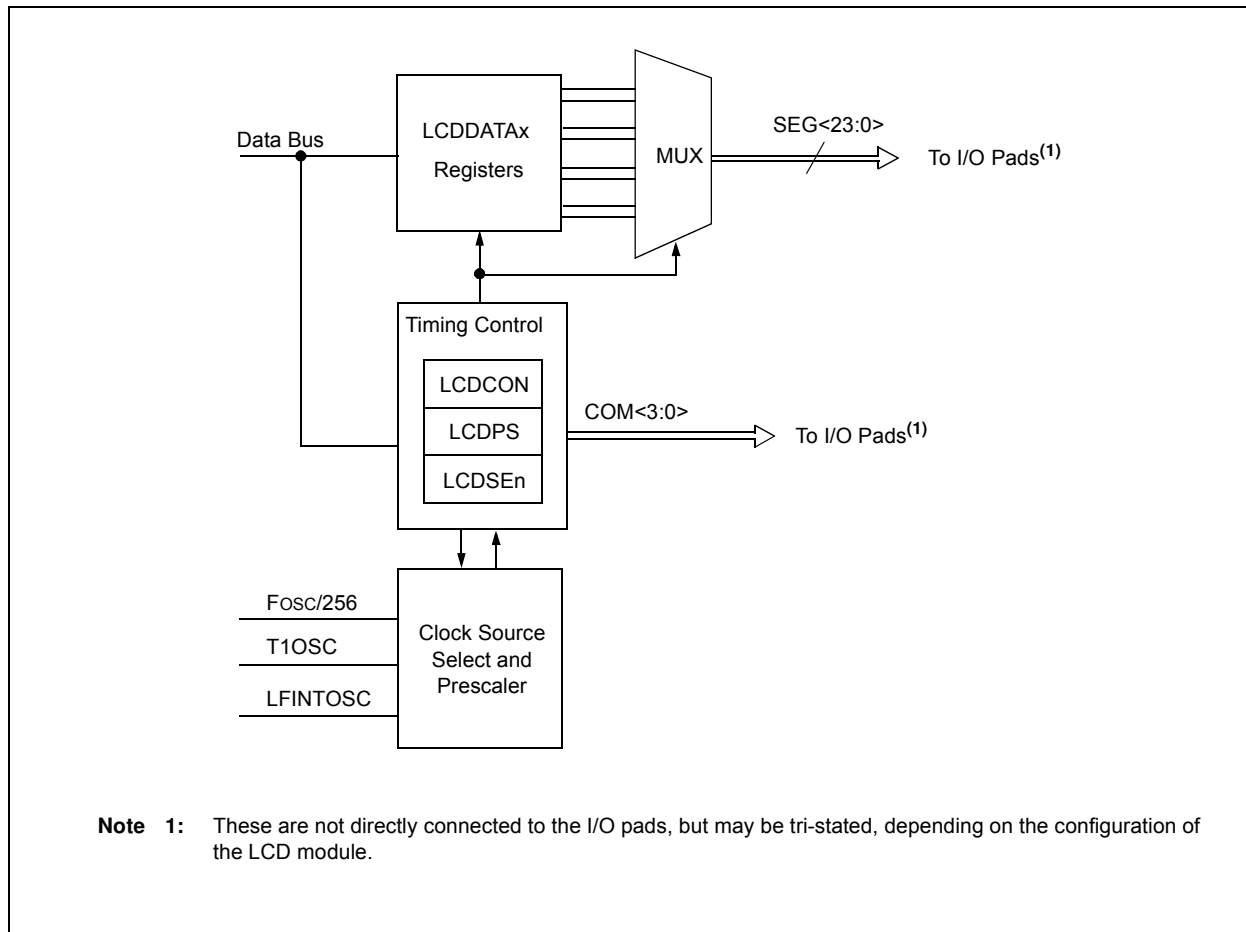 LCDDATAx
Registers
MUX
SEG<23:0>
To I/O Pads(1)
Data Bus
Timing Control
LCDCON
LCDPS
LCDSEn
COM<3:0>
To I/O Pads(1)
FOSC/256
T1OSC
LFINTOSC
Clock Source
Select and
Prescaler
Note 1: These are not directly connected to the I/O pads, but may be tri-stated, depending on the configuration of
the LCD module.